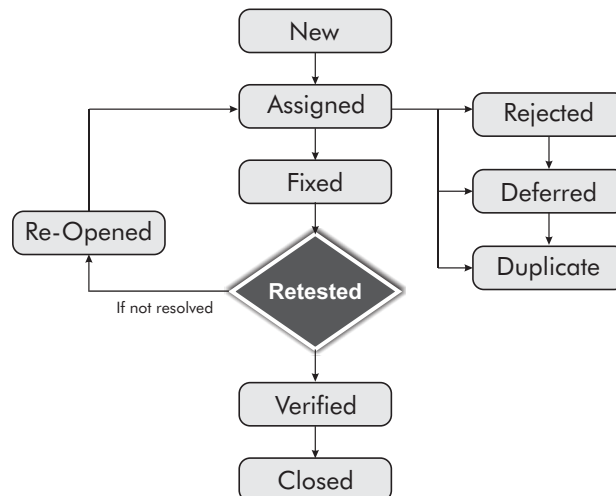 New
Assigned
Rejected
Fixed
Deferred
Re-Opened
Duplicate
Retested
If not resolved
Verified
Closed